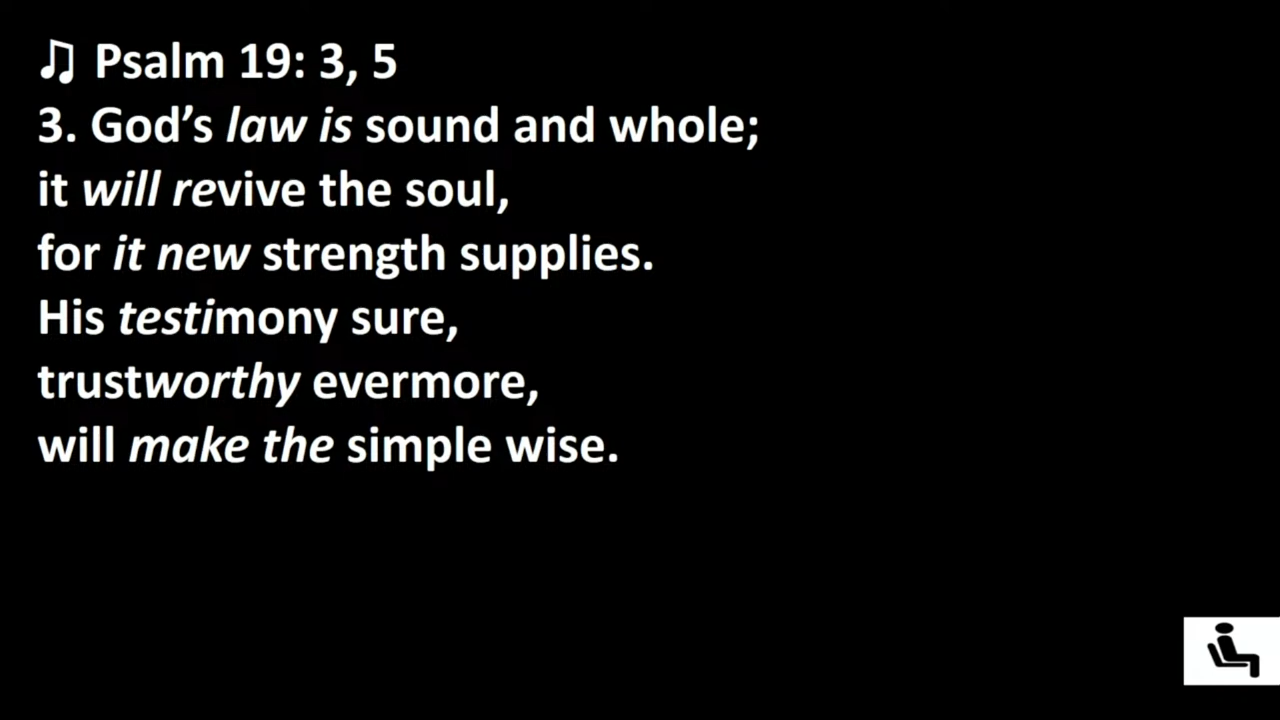 ♫ Psalm 19: 3, 5
3. God’s law is sound and whole;
it will revive the soul,
for it new strength supplies.
His testimony sure,
trustworthy evermore,
will make the simple wise.